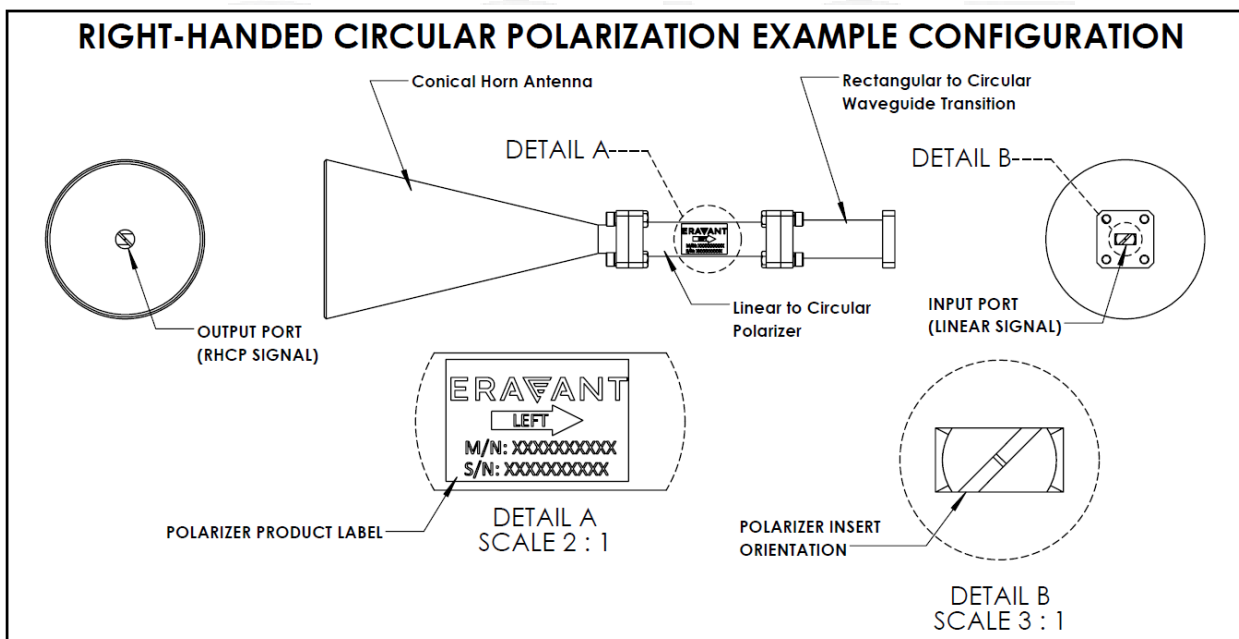 RIGHT-HANDED CIRCULAR POLARIZATION EXAMPLE CONFIGURATION
Conical Horn Antenna
Rectangular to Circular
Waveguide Transition
DETAIL A
DETAIL B
ERAVANT
OUTPUT PORT
(RHCP SIGNAL)
Linear to Circular
Polarizer
INPUT PORT
(LINEAR SIGNAL)
ERAVANT
LEFT
M/N: XXXXXXXXXXX
S/N: XXXXXXXXXX
POLARIZER PRODUCT LABEL
DETAIL A
SCALE 2 : 1
POLARIZER INSERT
ORIENTATION
DETAIL B
SCALE 3 : 1